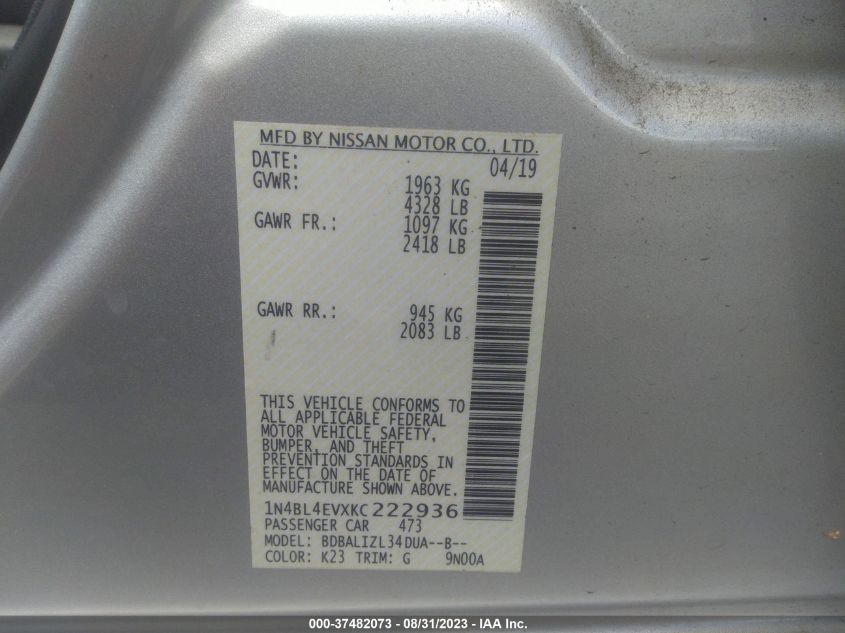 MFD BY NISSAN MOTOR CO., LTD.
DATE: 04/19
GVWR: 1963 KG
4328 LB
GAWR FR.: 1097 KG
2418 LB
GAWR RR.: 945 KG
2083 LB
THIS VEHICLE CONFORMS TO
ALL APPLICABLE FEDERAL
MOTOR VEHICLE SAFETY,
BUMPER, AND THEFT
PREVENTION STANDARDS IN
EFFECT ON THE DATE OF
MANUFACTURE SHOWN ABOVE.
1N4BL4EVXKC222936
PASSENGER CAR 473
MODEL: BDBALIZL34DUA--B--
COLOR: K23 TRIM: G 9N00A
000-37482073 - 08/31/2023 - IAA Inc.